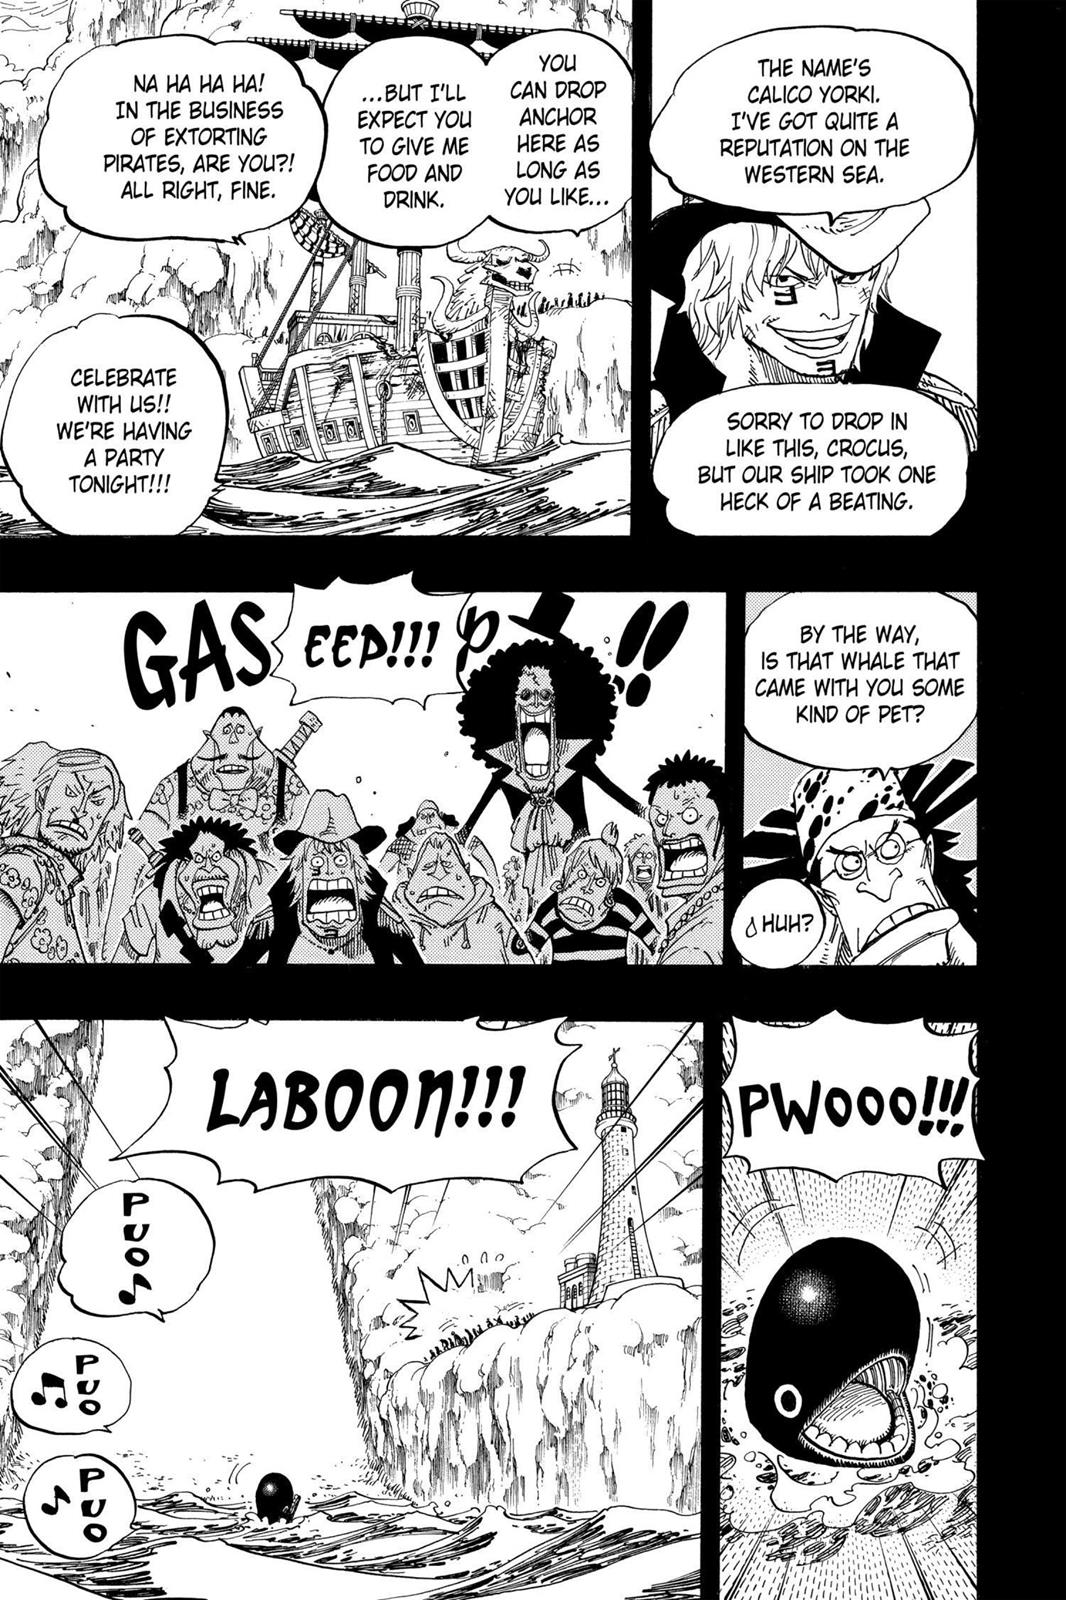 THE NAME'S
CALICO YORKI.
I'VE GOT QUITE A
REPUTATION ON THE
WESTERN SEA.
SORRY TO DROP IN
LIKE THIS, CROCUS,
BUT OUR SHIP TOOK ONE
HECK OF A BEATING.
YOU
CAN DROP
ANCHOR
HERE AS
LONG AS
YOU LIKE...
...BUT I'LL
EXPECT YOU
TO GIVE ME
FOOD AND
DRINK.
NA HA HA HA!
IN THE BUSINESS
OF EXTORTING
PIRATES, ARE YOU?!
ALL RIGHT, FINE.
CELEBRATE
WITH US!!
WE'RE HAVING
A PARTY
TONIGHT!!!
BY THE WAY,
IS THAT WHALE THAT
CAME WITH YOU SOME
KIND OF PET?
HUH?
GASP!!
EEP!!!
PWOOO!!!
LABOON!!!
PUO
PUO
PUO